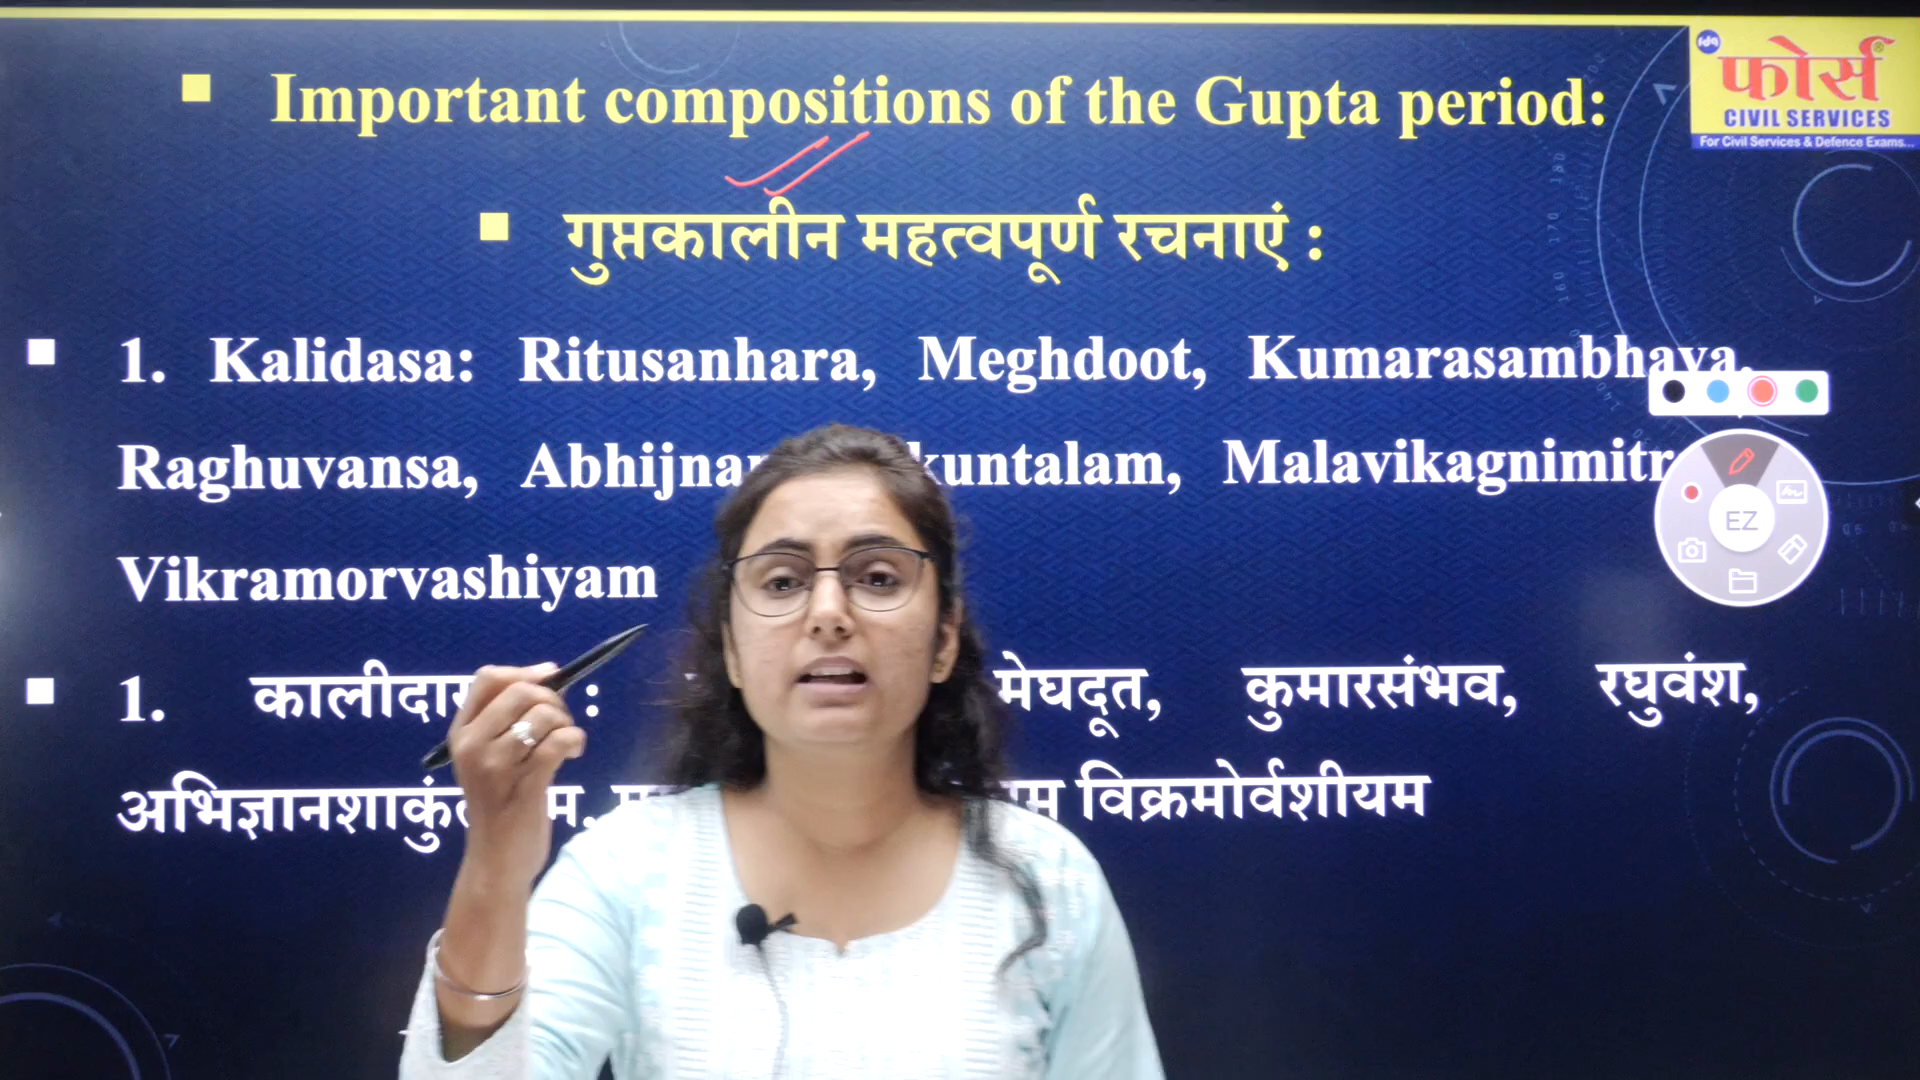 fdp
फोर्स
CIVIL SERVICES
For Civil Services & Defence Exams...
▪ Important compositions of the Gupta period:
▪ गुप्तकालीन महत्वपूर्ण रचनाएं :
▪ 1. Kalidasa: Ritusanhara, Meghdoot, Kumarasambhava,
Raghuvansa, Malavikagnimitr
Vikramorvashiyam
▪ 1. : मेघदूत, कुमारसंभव, रघुवंश,
विक्रमोर्वशीयम
EZ